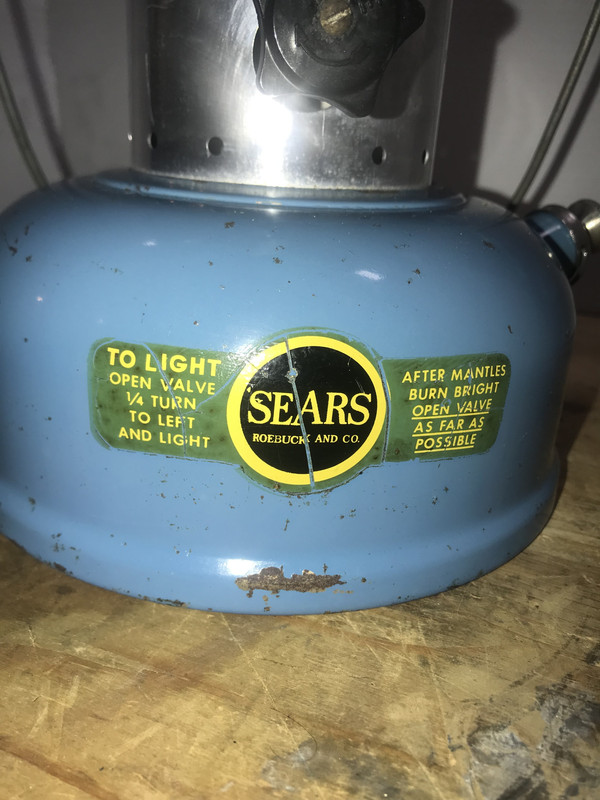 TO LIGHT
OPEN VALVE
1/4 TURN
TO LEFT
AND LIGHT
SEARS
ROEBUCK AND CO.
AFTER MANTLES
BURN BRIGHT
OPEN VALVE
AS FAR AS
POSSIBLE